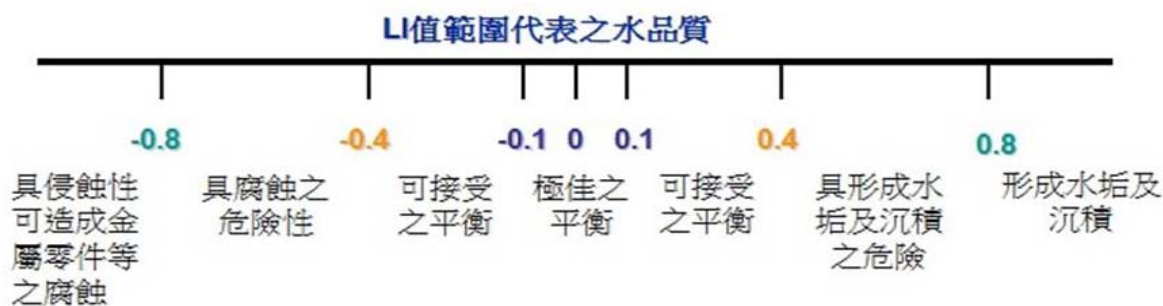 LI值範圍代表之水品質
-0.8
-0.4
-0.1
0
0.1
0.4
0.8
具侵蝕性
可造成金
屬零件等
之腐蝕
具腐蝕之
危險性
可接受
之平衡
極佳之
平衡
可接受
之平衡
具形成水
垢及沉積
之危險
形成水垢及
沉積